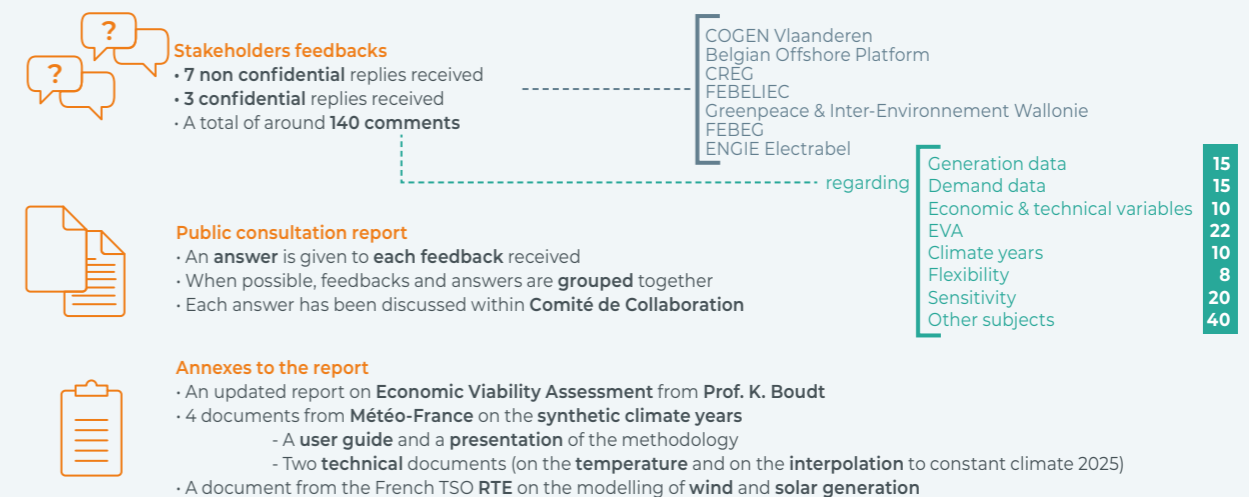 ?
?
Stakeholders feedbacks
• 7 non confidential replies received
• 3 confidential replies received
• A total of around 140 comments
COGEN Vlaanderen
Belgian Offshore Platform
CREG
FEBELIEC
Greenpeace & Inter-Environnement Wallonie
FEBEG
ENGIE Electrabel
regarding
Generation data 15
Demand data 15
Economic & technical variables 10
EVA 22
Climate years 10
Flexibility 8
Sensitivity 20
Other subjects 40
Public consultation report
• An answer is given to each feedback received
• When possible, feedbacks and answers are grouped together
• Each answer has been discussed within Comité de Collaboration
Annexes to the report
• An updated report on Economic Viability Assessment from Prof. K. Boudt
• 4 documents from Météo-France on the synthetic climate years
- A user guide and a presentation of the methodology
- Two technical documents (on the temperature and on the interpolation to constant climate 2025)
• A document from the French TSO RTE on the modelling of wind and solar generation